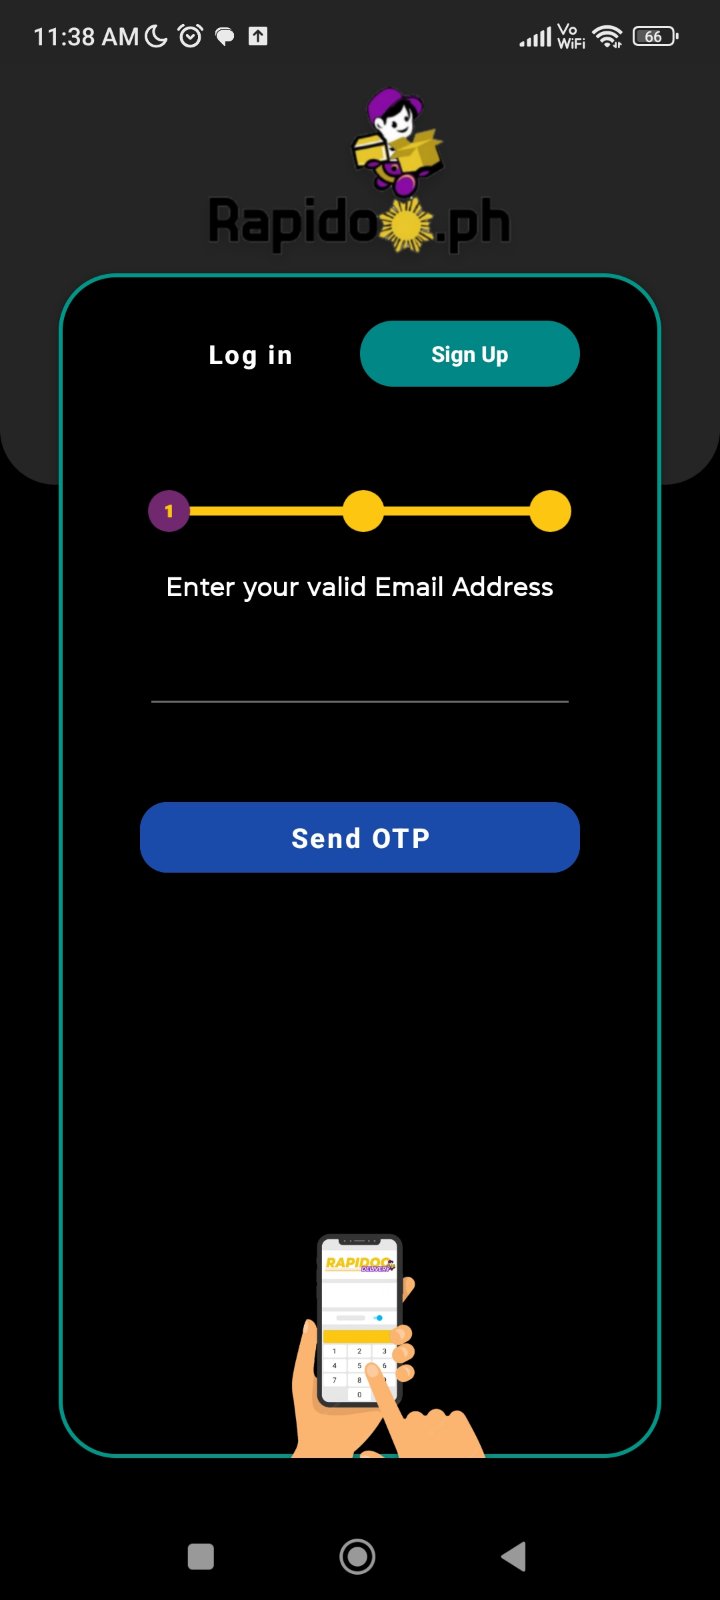 11:38 AM
Vo
WiFi
66
Rapidoo.ph
Log in
Sign Up
1
Enter your valid Email Address
Send OTP
RAPIDOO
DELIVERY
1 2 3
4 5 6
7 8 9
0